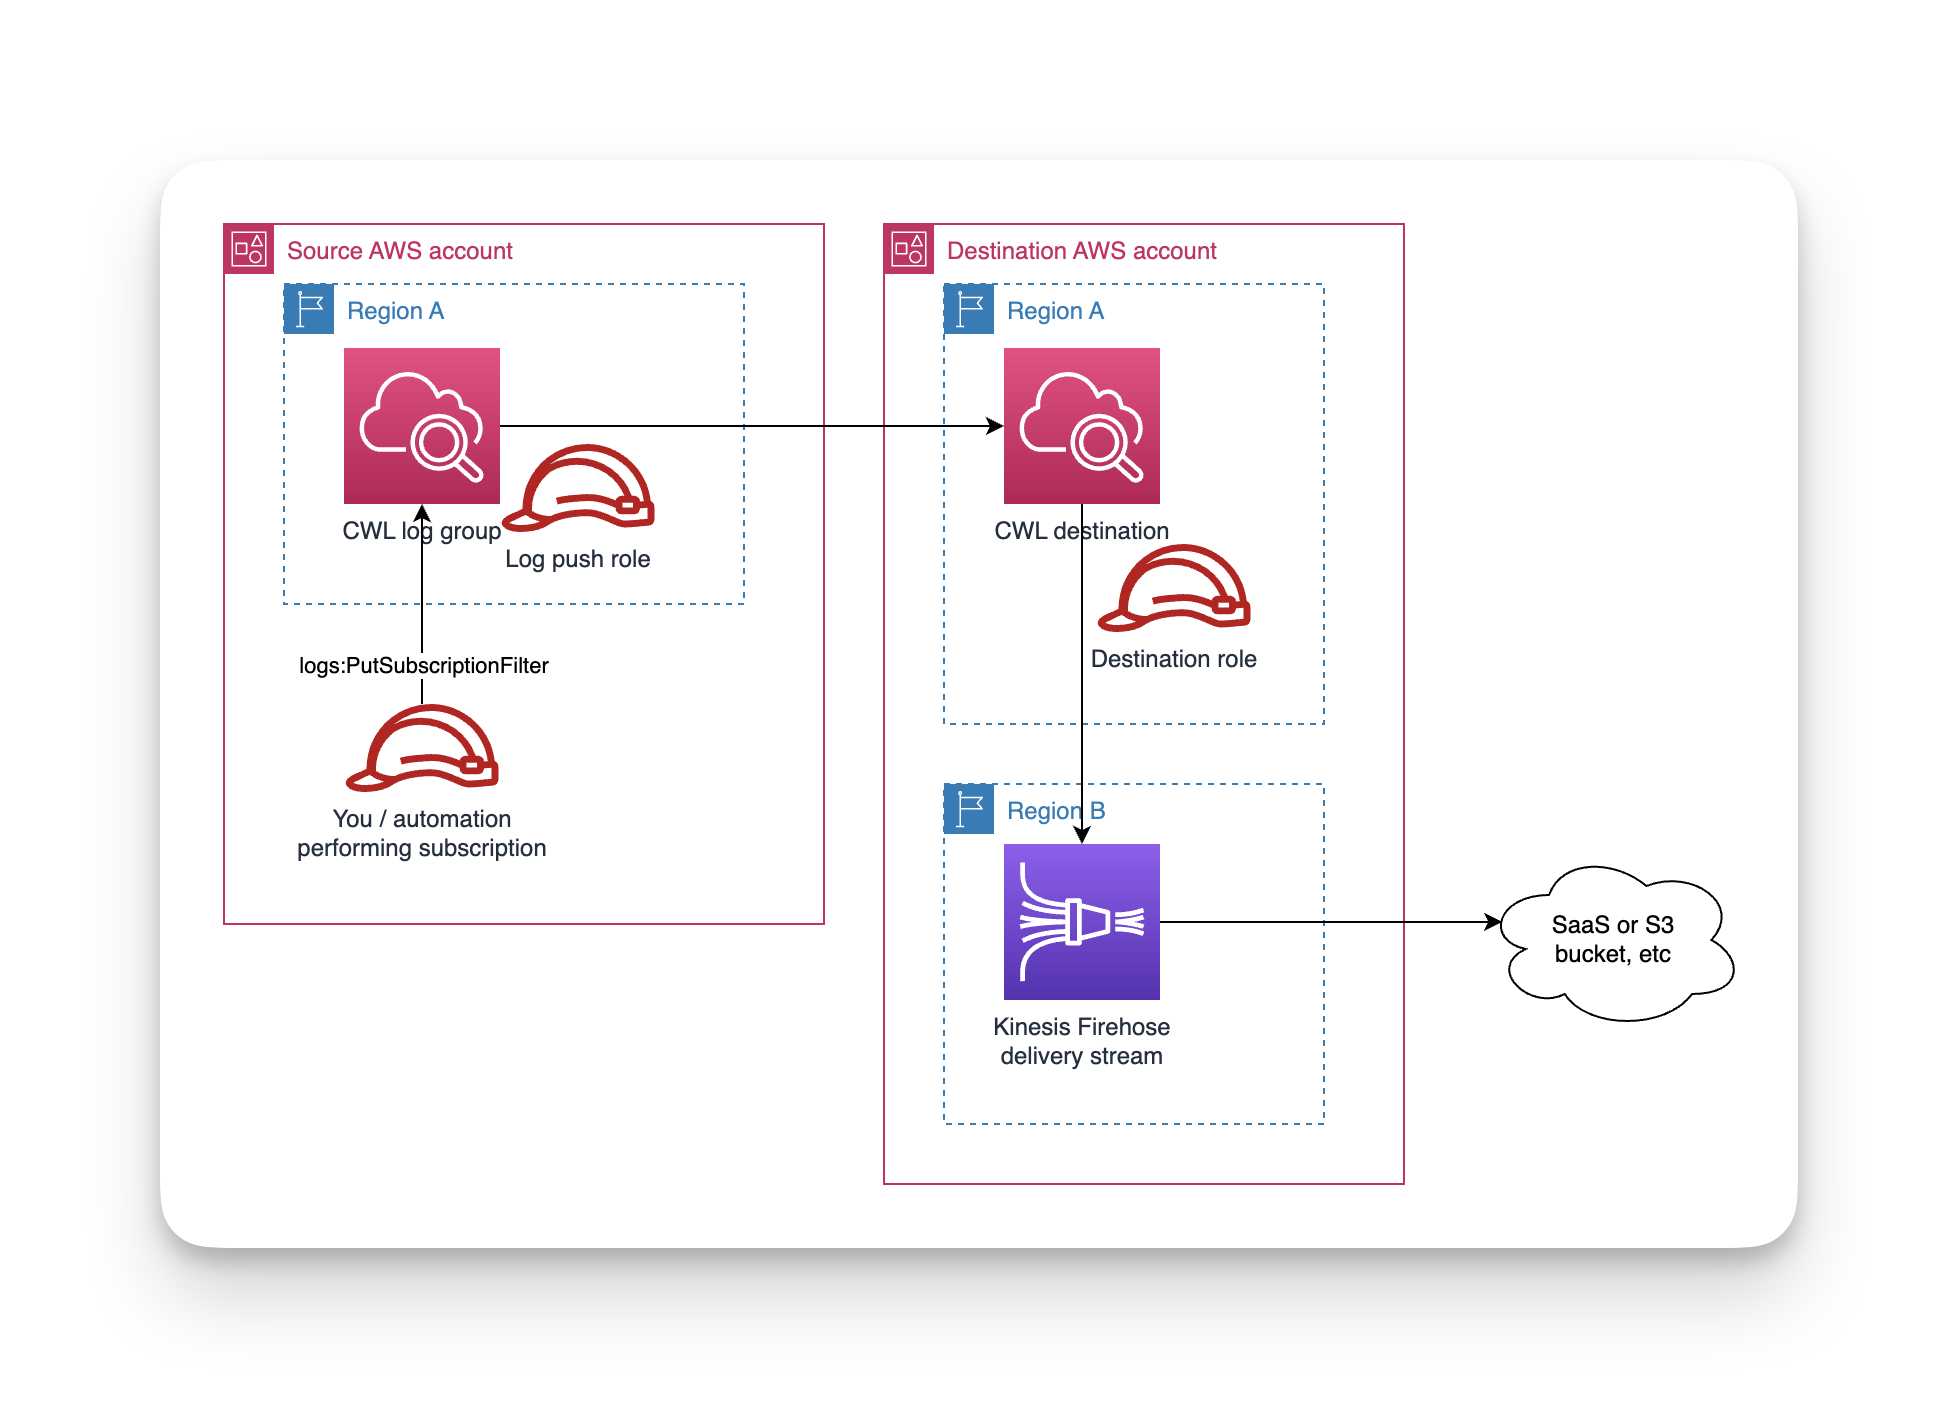 Source AWS account
Region A
CWL log group
Log push role
logs:PutSubscriptionFilter
You / automation
performing subscription
Destination AWS account
Region A
CWL destination
Destination role
Region B
Kinesis Firehose
delivery stream
SaaS or S3
bucket, etc